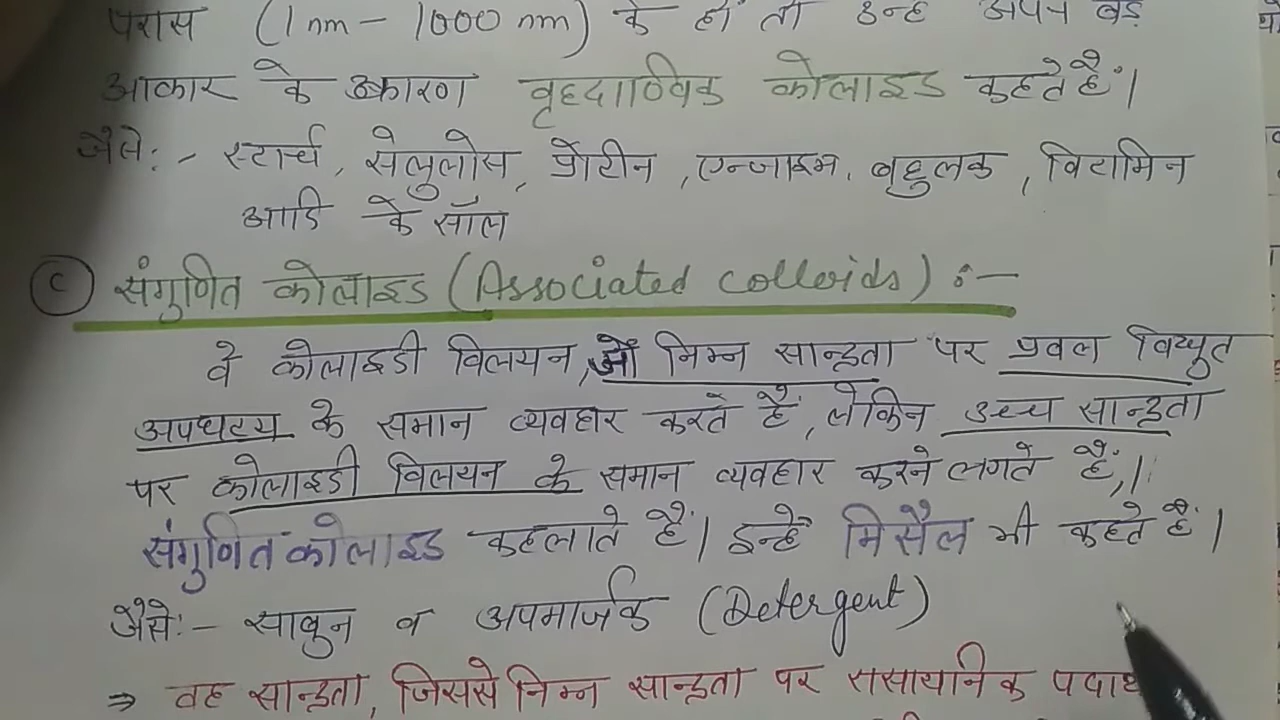 परास (1 nm – 1000 nm) के हों तो इन्हें अपने बड़े
आकार के कारण वृहदाण्विक कोलाइड कहते हैं।
जैसे:- स्टार्च, सेलुलोस, प्रोटीन, एन्जाइम, बहुलक, विटामिन
आदि के सॉल
(C) संगुणित कोलाइड (Associated colloids) :—
वे कोलाइडी विलयन, जो निम्न सान्द्रता पर प्रबल विद्युत
अपघट्य के समान व्यवहार करते हैं, लेकिन उच्च सान्द्रता
पर कोलाइडी विलयन के समान व्यवहार करने लगते हैं,।
संगुणित कोलाइड कहलाते हैं। इन्हें मिसैल भी कहते हैं।
जैसे:- साबुन व अपमार्जक (Detergent)
⇒ वह सान्द्रता, जिससे निम्न सान्द्रता पर रासायनिक पदार्थ